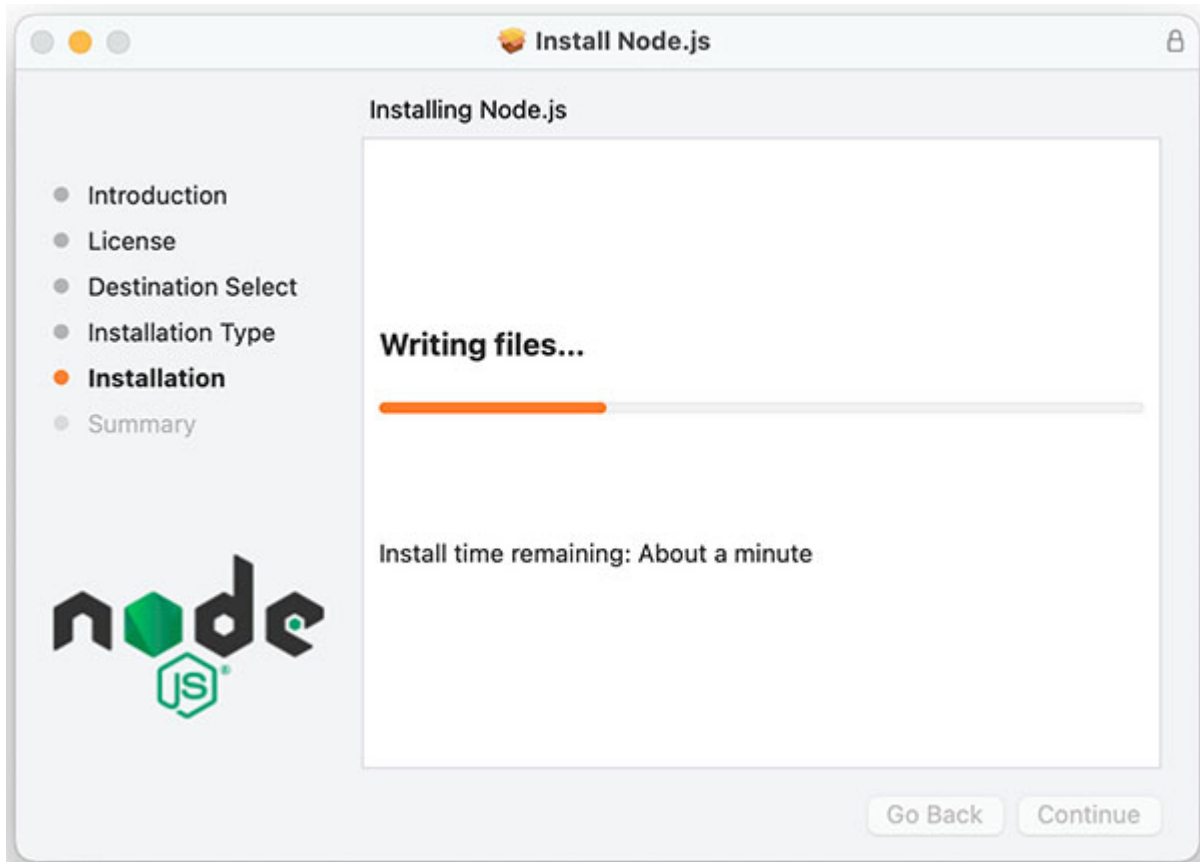 Install Node.js
Installing Node.js
Introduction
License
Destination Select
Installation Type
Installation
Summary
Writing files...
Install time remaining: About a minute
node
JS®
Go Back
Continue